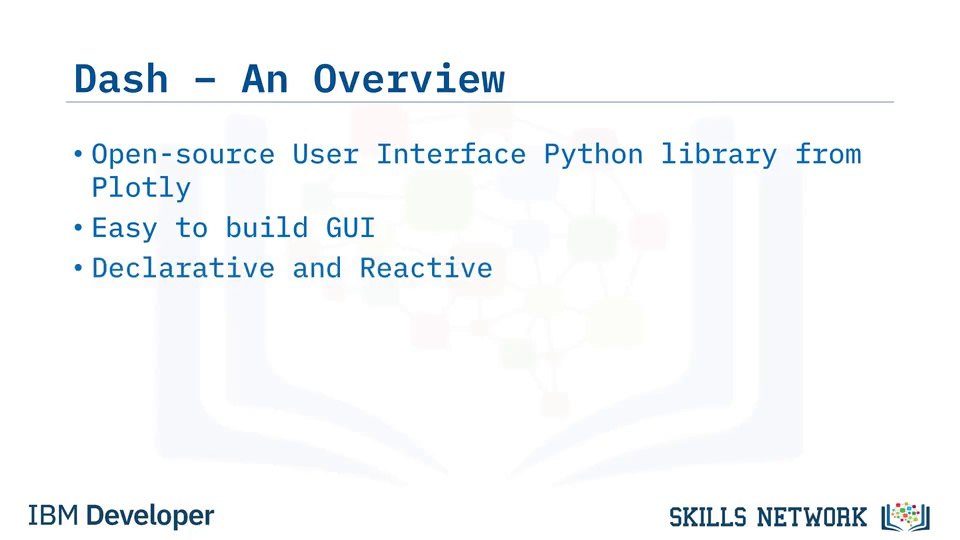 Dash – An Overview
• Open-source User Interface Python library from
Plotly
• Easy to build GUI
• Declarative and Reactive
IBM Developer
SKILLS NETWORK